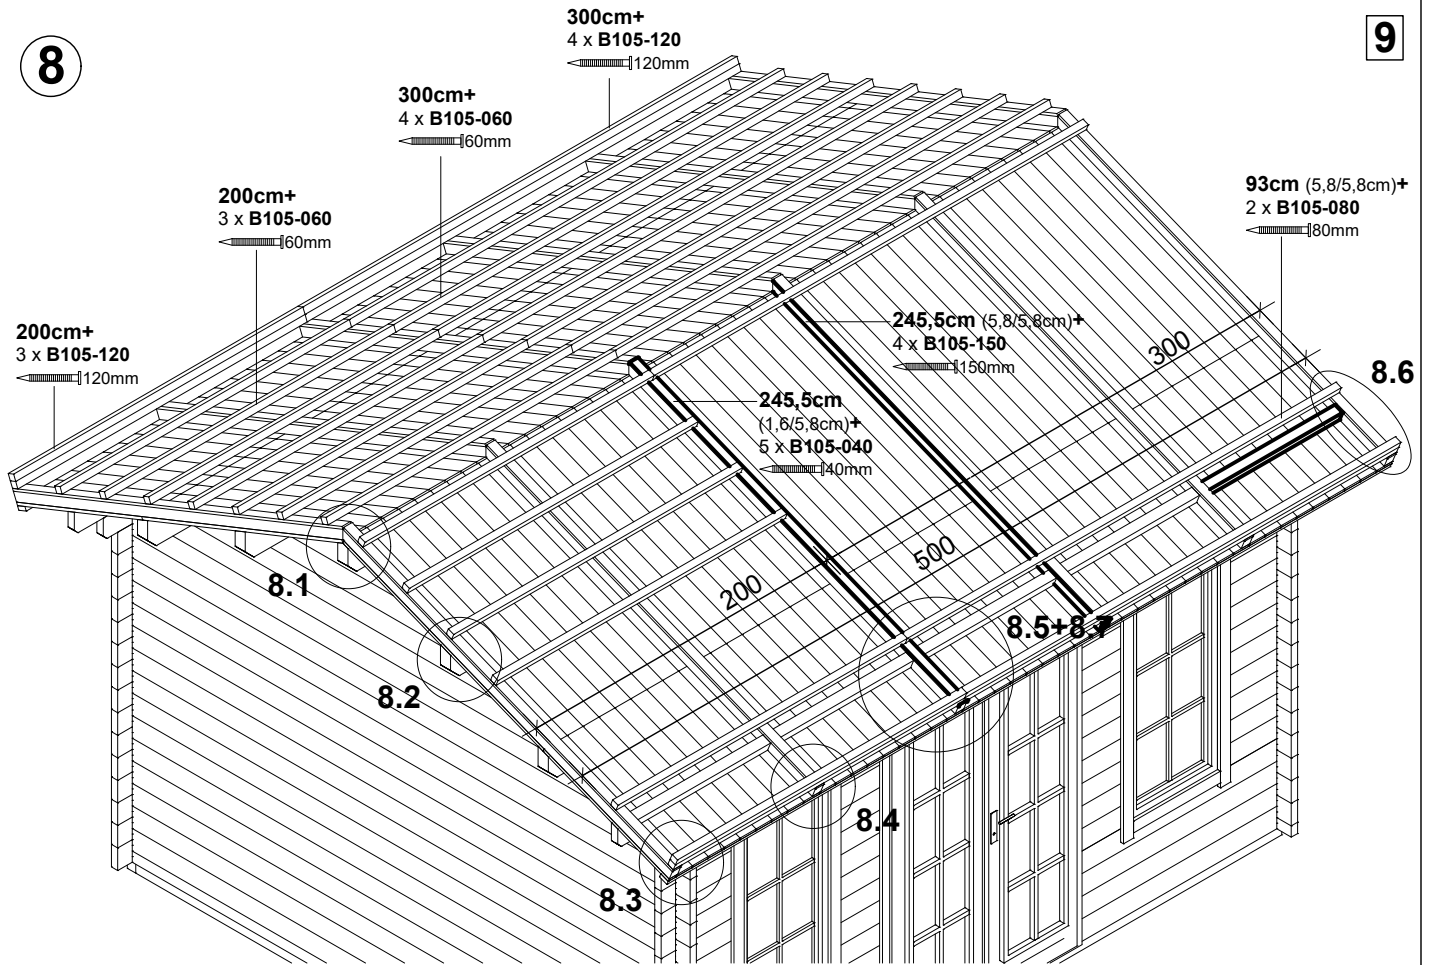 8
9
300cm+
4 x B105-120
120mm
300cm+
4 x B105-060
60mm
200cm+
3 x B105-060
60mm
200cm+
3 x B105-120
120mm
93cm (5,8/5,8cm)+
2 x B105-080
80mm
245,5cm (5,8/5,8cm)+
4 x B105-150
150mm
245,5cm
(1,6/5,8cm)+
5 x B105-040
40mm
300
500
200
8.6
8.1
8.2
8.5+8.7
8.4
8.3